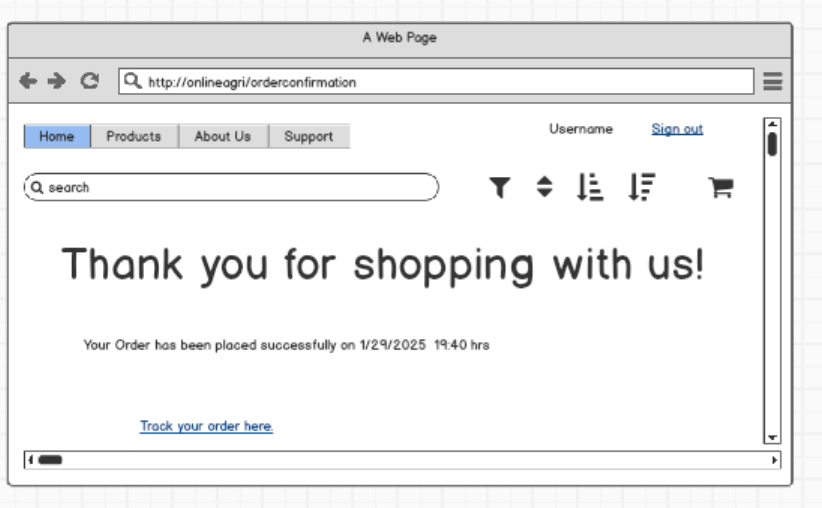 A Web Page
http://onlineagri/orderconfirmation
Home Products About Us Support Username Sign out
search
Thank you for shopping with us!
Your Order has been placed successfully on 1/29/2025 19:40 hrs
Track your order here.